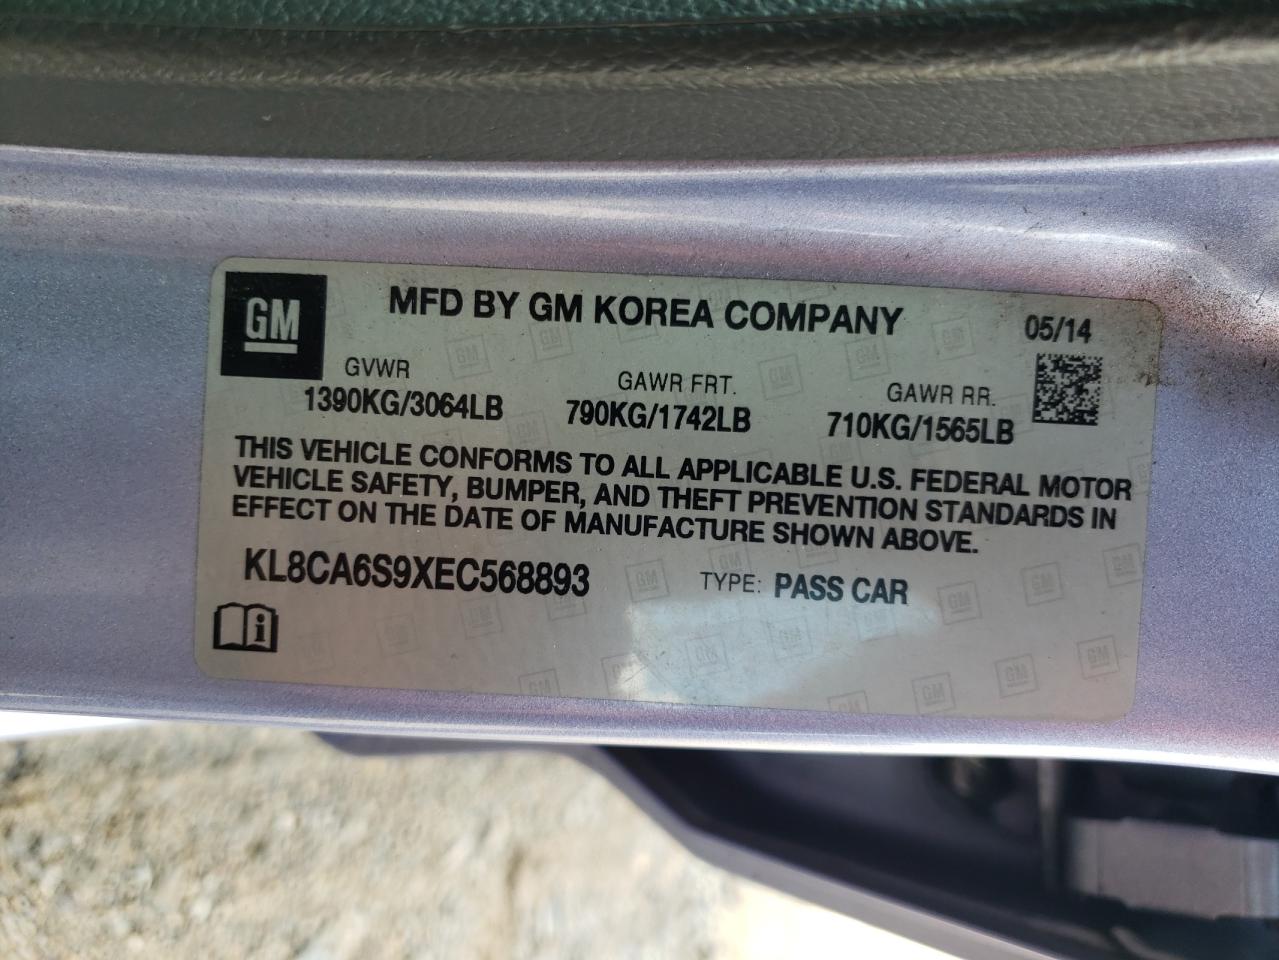 GM
MFD BY GM KOREA COMPANY
05/14
GVWR
1390KG/3064LB
GAWR FRT.
790KG/1742LB
GAWR RR.
710KG/1565LB
THIS VEHICLE CONFORMS TO ALL APPLICABLE U.S. FEDERAL MOTOR
VEHICLE SAFETY, BUMPER, AND THEFT PREVENTION STANDARDS IN
EFFECT ON THE DATE OF MANUFACTURE SHOWN ABOVE.
KL8CA6S9XEC568893
TYPE: PASS CAR